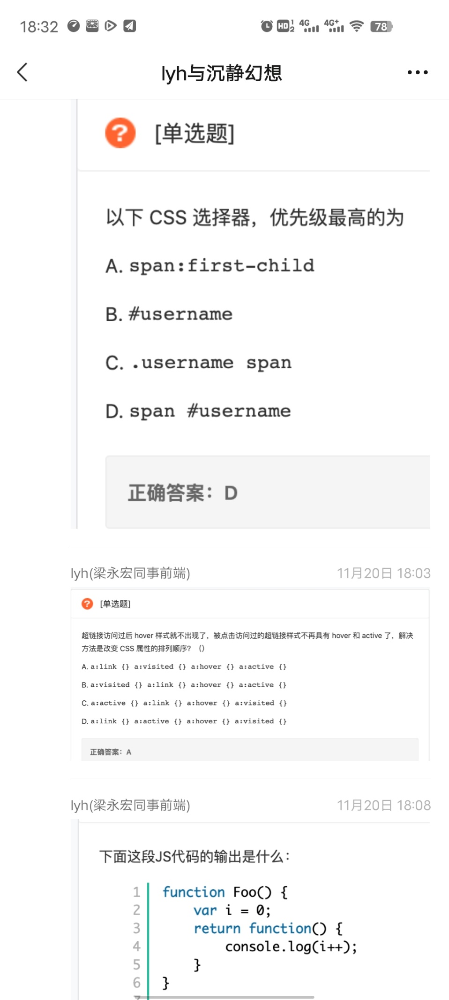 18:32
HD 1 2 4G 4G+ 78
lyh与沉静幻想
[单选题]
以下 CSS 选择器，优先级最高的为
A. span:first-child
B. #username
C. .username span
D. span #username
正确答案：D
lyh(梁永宏同事前端) 11月20日 18:03
[单选题]
超链接访问过后 hover 样式就不出现了，被点击访问过的超链接样式不再具有 hover 和 active 了，解决
方法是改变 CSS 属性的排列顺序? ()
A. a:link {} a:visited {} a:hover {} a:active {}
B. a:visited {} a:link {} a:hover {} a:active {}
C. a:active {} a:link {} a:hover {} a:visited {}
D. a:link {} a:active {} a:hover {} a:visited {}
正确答案：A
lyh(梁永宏同事前端) 11月20日 18:08
下面这段JS代码的输出是什么：
1 function Foo() {
2 var i = 0;
3 return function() {
4 console.log(i++);
5 }
6 }
7